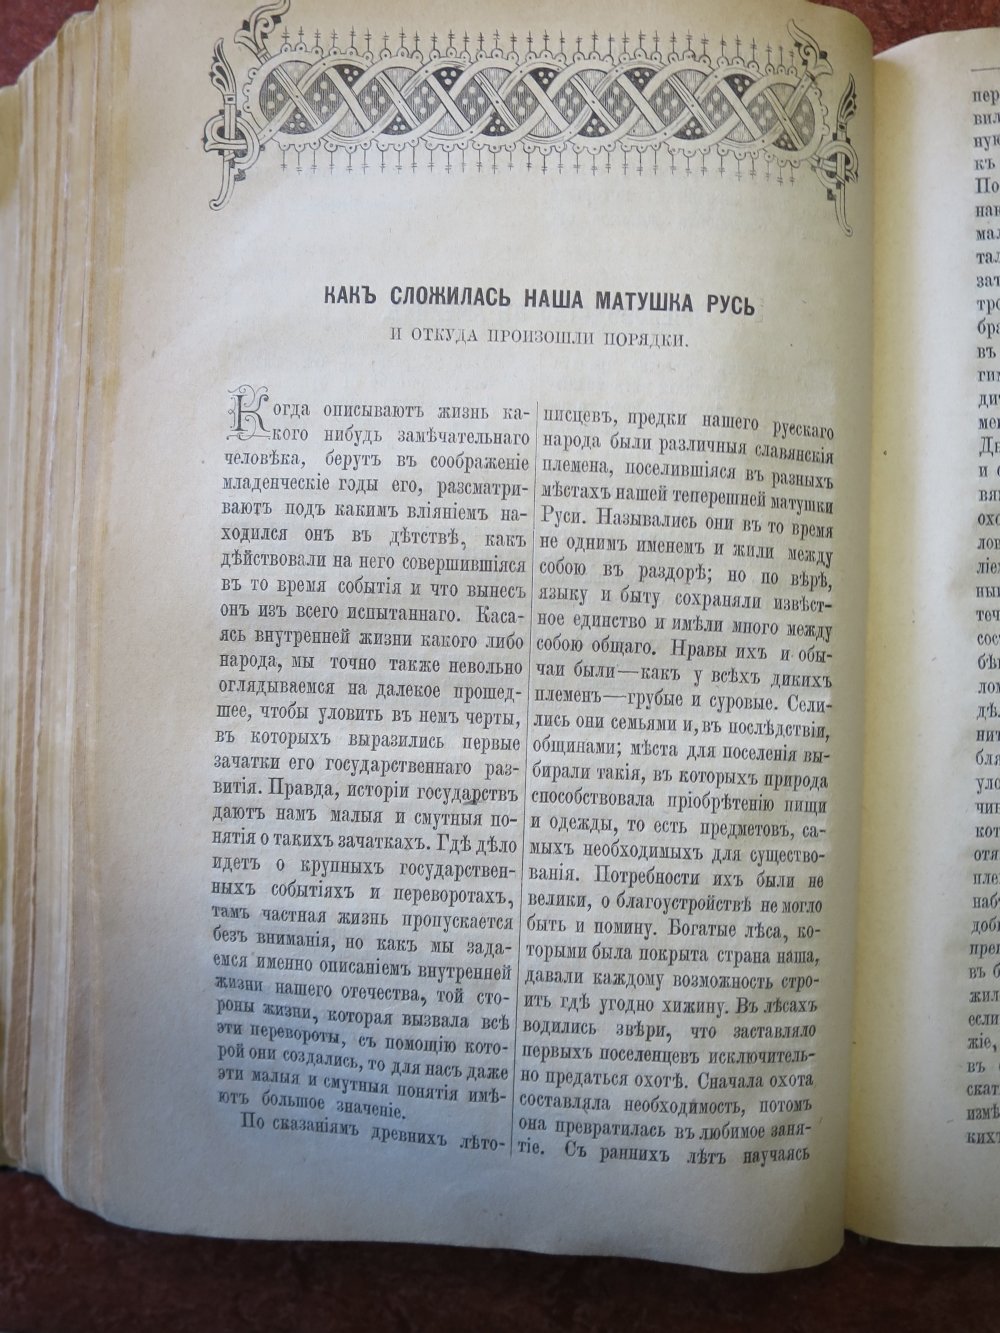 КАКЪ СЛОЖИЛАСЬ НАША МАТУШКА РУСЬ
И ОТКУДА ПРОИЗОШЛИ ПОРЯДКИ.
Когда описываютъ жизнь ка-
кого нибудь замѣчательнаго
человѣка, берутъ въ соображеніе
младенческіе годы его, разсматри-
ваютъ подъ какимъ вліяніемъ на-
ходился онъ въ дѣтствѣ, какъ
дѣйствовали на него совершившіяся
въ то время событія и что вынесъ
онъ изъ всего испытаннаго. Каса-
ясь внутренней жизни какого либо
народа, мы точно также невольно
оглядываемся на далекое прошед-
шее, чтобы уловить въ немъ черты,
въ которыхъ выразились первые
зачатки его государственнаго раз-
витія. Правда, исторіи государствъ
даютъ намъ малыя и смутныя по-
нятія о такихъ зачаткахъ. Гдѣ дѣло
идетъ о крупныхъ государствен-
ныхъ событіяхъ и переворотахъ,
тамъ частная жизнь пропускается
безъ вниманія, но какъ мы зада-
емся именно описаніемъ внутренней
жизни нашего отечества, той сто-
роны жизни, которая вызвала всѣ
эти перевороты, съ помощію кото-
рой они создались, то для насъ даже
эти малыя и смутныя понятія имѣ-
ютъ большое значеніе.
По сказаніямъ древнихъ лѣто-
писцевъ, предки нашего русскаго
народа были различныя славянскія
племена, поселившіяся въ разныхъ
мѣстахъ нашей теперешней матушки
Руси. Назывались они въ то время
не однимъ именемъ и жили между
собою въ раздорѣ; но по вѣрѣ,
языку и быту сохраняли извѣст-
ное единство и имѣли много между
собою общаго. Нравы ихъ и обы-
чаи были—какъ у всѣхъ дикихъ
племенъ—грубые и суровые. Сели-
лись они семьями и, въ послѣдствіи,
общинами; мѣста для поселенія вы-
бирали такія, въ которыхъ природа
способствовала пріобрѣтенію пищи
и одежды, то есть предметовъ, са-
мыхъ необходимыхъ для существо-
ванія. Потребности ихъ были не
велики, о благоустройствѣ не могло
быть и помину. Богатые лѣса, ко-
торыми была покрыта страна наша,
давали каждому возможность стро-
ить гдѣ угодно хижину. Въ лѣсахъ
водились звѣри, что заставляло
первыхъ поселенцевъ исключитель-
но предаться охотѣ. Сначала охота
составляла необходимость, потомъ
она превратилась въ любимое заня-
тіе. Съ раннихъ лѣтъ научаясь